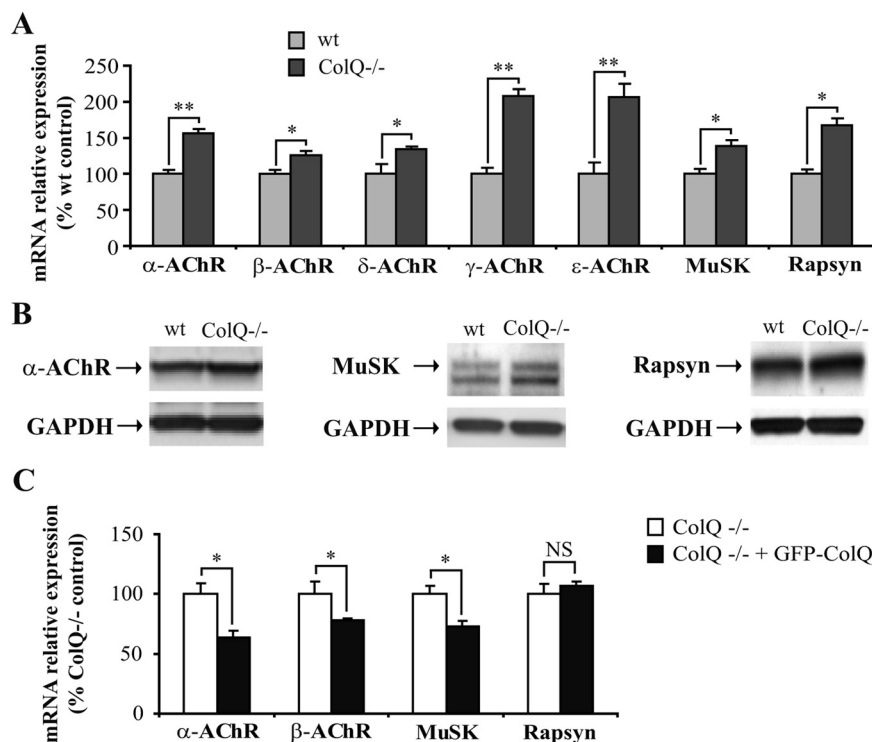 A
wt
ColQ-/-
mRNA relative expression
(% wt control)
250
200
150
100
50
0
** * * ** ** * *
α-AChR β-AChR δ-AChR γ-AChR ε-AChR MuSK Rapsyn
B
wt ColQ-/- wt ColQ-/- wt ColQ-/-
α-AChR→ MuSK→ Rapsyn→
GAPDH→ GAPDH→ GAPDH→
C
mRNA relative expression
(% ColQ-/- control)
150
100
50
0
* * * NS
ColQ -/-
ColQ -/- + GFP-ColQ
α-AChR β-AChR MuSK Rapsyn